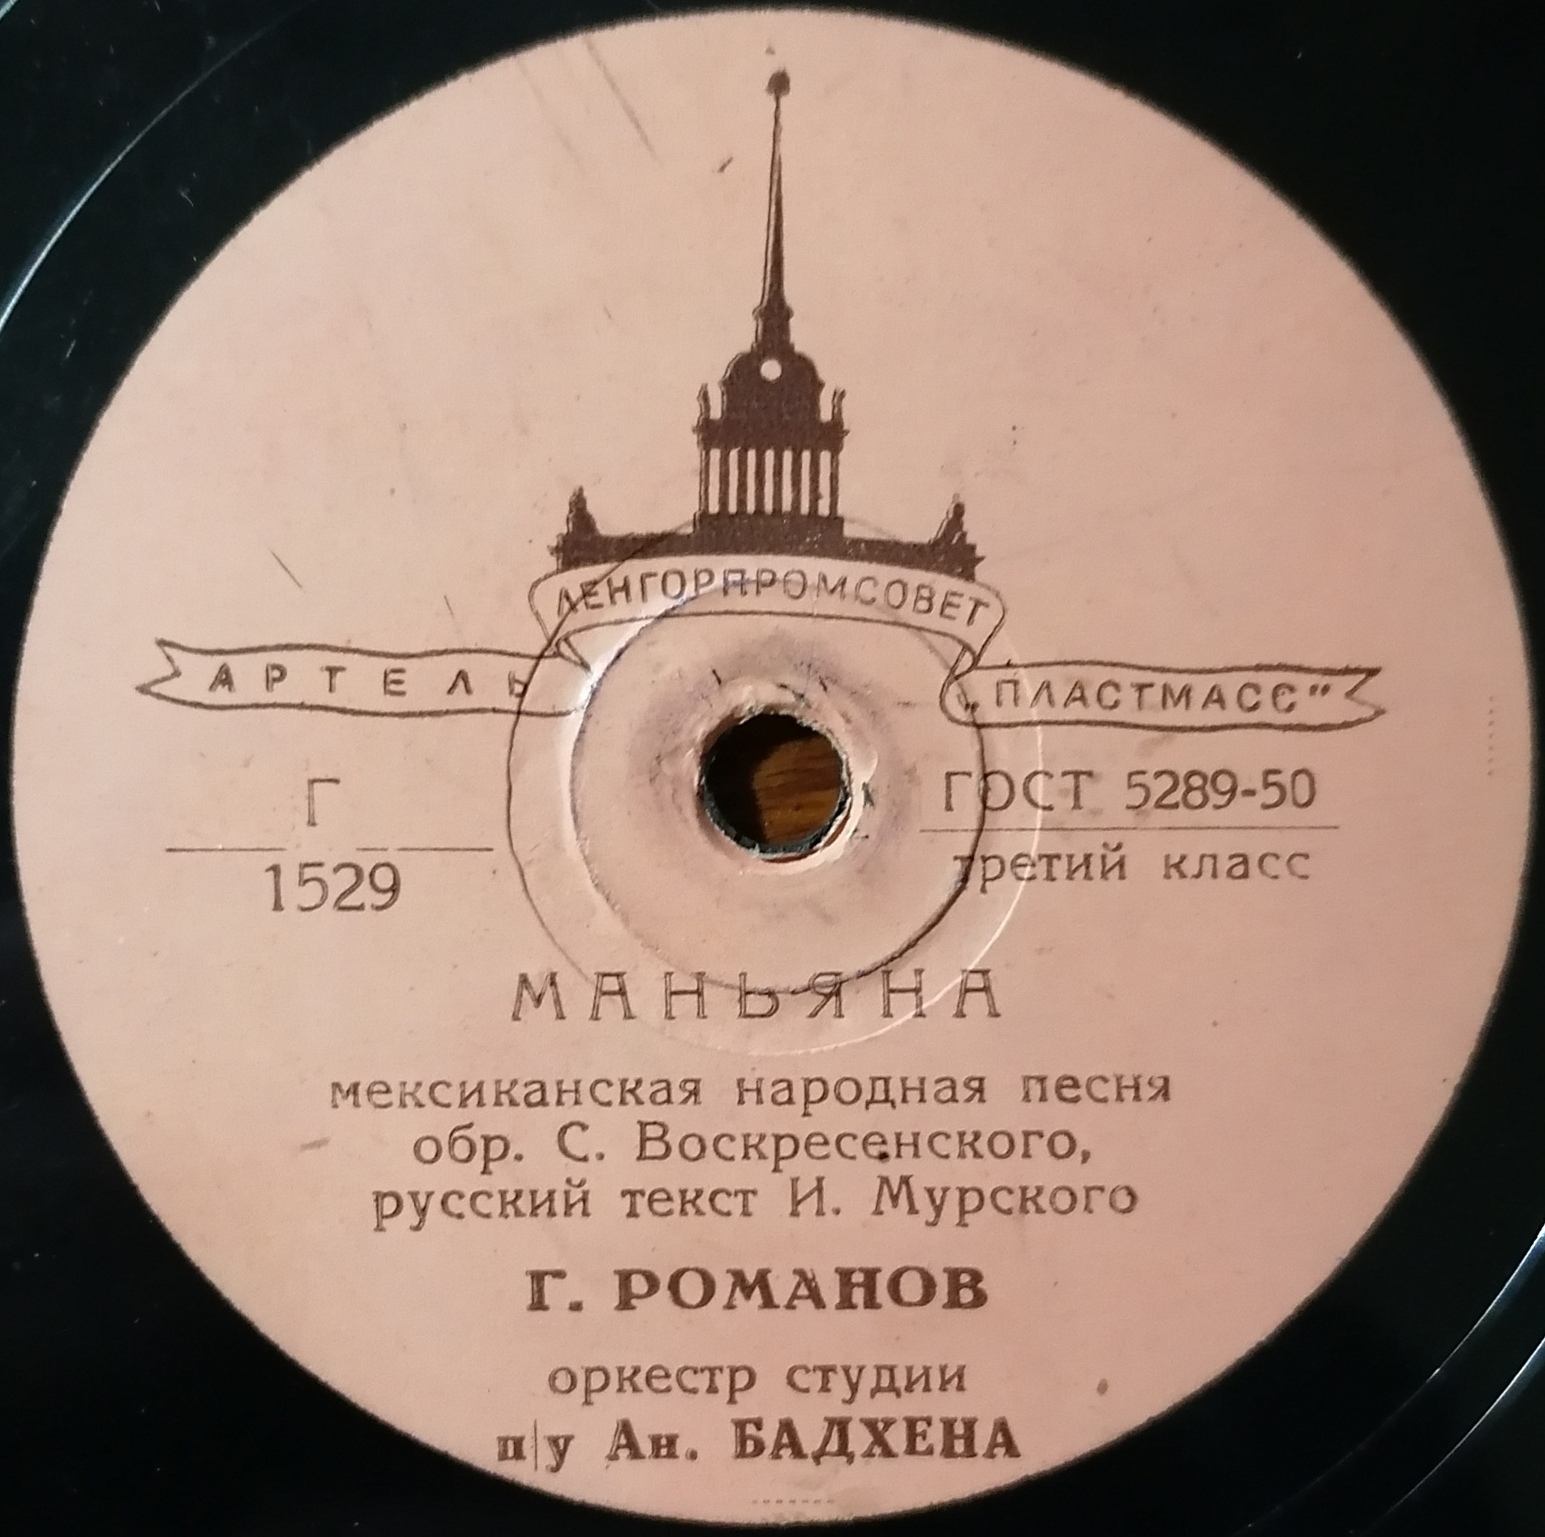 ЛЕНГОРПРОМСОВЕТ
АРТЕЛЬ „ПЛАСТМАСС"
Г
1529
ГОСТ 5289-50
третий класс
МАНЬЯНА
мексиканская народная песня
обр. С. Воскресенского,
русский текст И. Мурского
Г. РОМАНОВ
оркестр студии
п/у Ан. БАДХЕНА